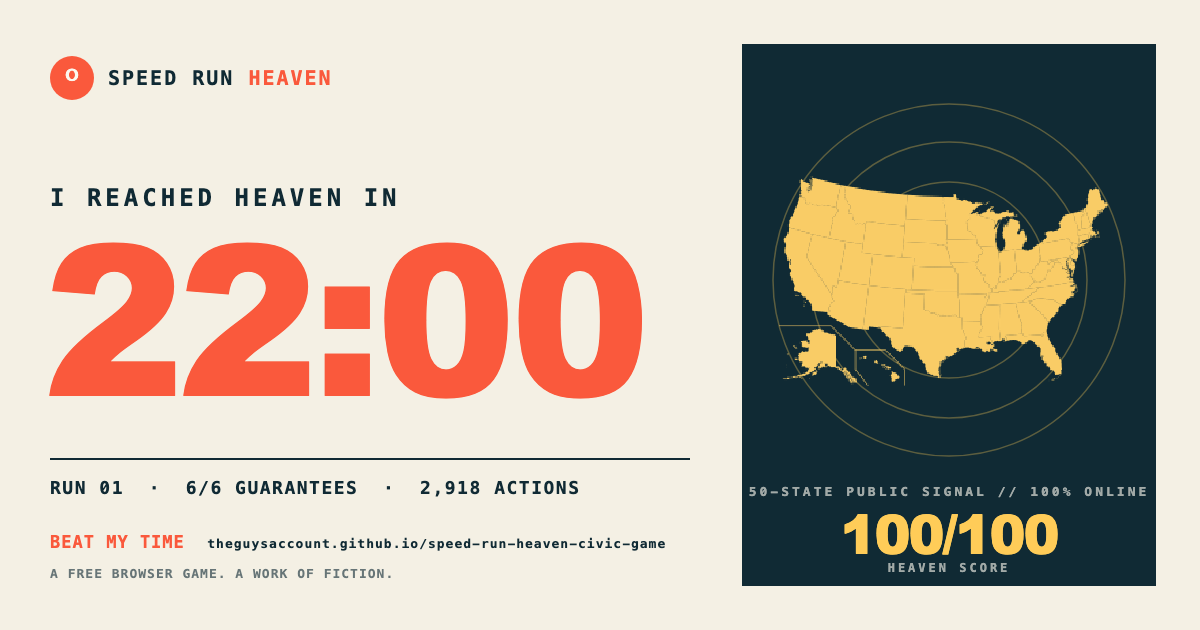 O
SPEED RUN HEAVEN
I REACHED HEAVEN IN
22:00
RUN 01 · 6/6 GUARANTEES · 2,918 ACTIONS
BEAT MY TIME theguysaccount.github.io/speed-run-heaven-civic-game
A FREE BROWSER GAME. A WORK OF FICTION.
50-STATE PUBLIC SIGNAL // 100% ONLINE
100/100
HEAVEN SCORE